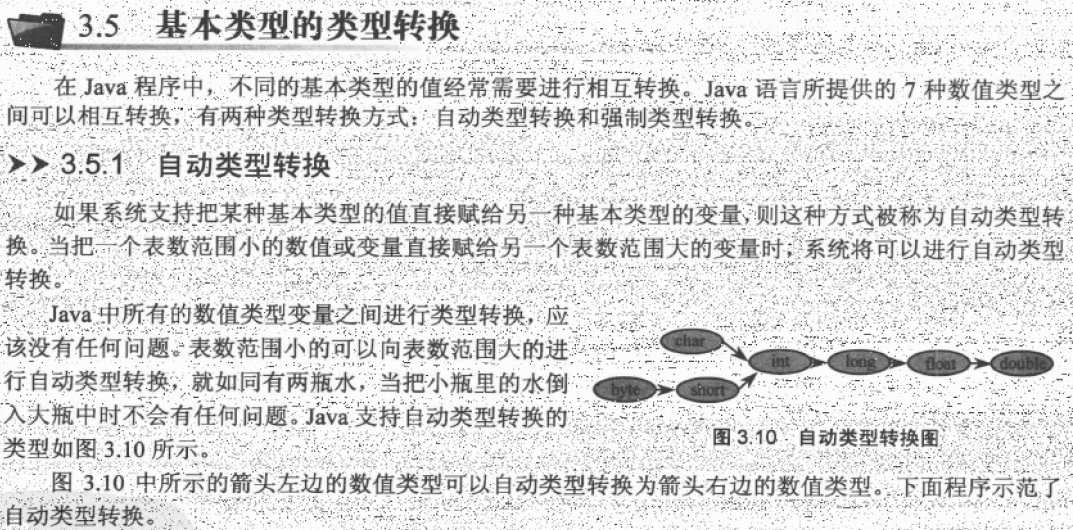 3.5 基本类型的类型转换
在 Java 程序中，不同的基本类型的值经常需要进行相互转换。Java 语言所提供的 7 种数值类型之
间可以相互转换，有两种类型转换方式：自动类型转换和强制类型转换。
➤➤ 3.5.1 自动类型转换
如果系统支持把某种基本类型的值直接赋给另一种基本类型的变量，则这种方式被称为自动类型转
换。当把一个表数范围小的数值或变量直接赋给另一个表数范围大的变量时，系统将可以进行自动类型
转换。
Java 中所有的数值类型变量之间进行类型转换，应
该没有任何问题。表数范围小的可以向表数范围大的进
行自动类型转换，就如同有两瓶水，当把小瓶里的水倒
入大瓶中时不会有任何问题。Java 支持自动类型转换的
类型如图 3.10 所示。
char
int long float double
byte short
图 3.10 自动类型转换图
图 3.10 中所示的箭头左边的数值类型可以自动类型转换为箭头右边的数值类型。下面程序示范了
自动类型转换。